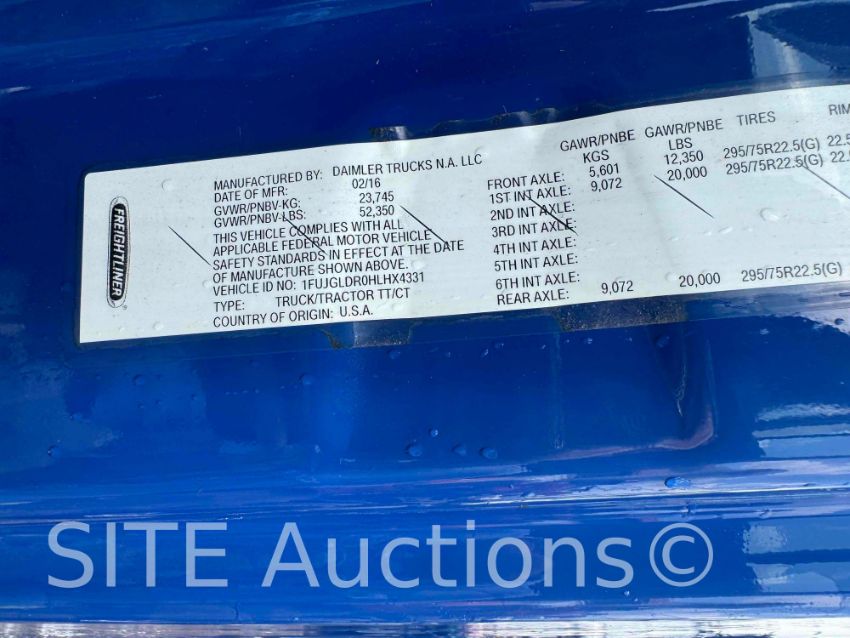 FREIGHTLINER
MANUFACTURED BY: DAIMLER TRUCKS N.A. LLC
DATE OF MFR: 02/16
GVWR/PNBV-KG: 23,745
GVWR/PNBV-LBS: 52,350
THIS VEHICLE COMPLIES WITH ALL
APPLICABLE FEDERAL MOTOR VEHICLE
SAFETY STANDARDS IN EFFECT AT THE DATE
OF MANUFACTURE SHOWN ABOVE.
VEHICLE ID NO: 1FUJGLDR0HLHX4331
TYPE: TRUCK/TRACTOR TT/CT
COUNTRY OF ORIGIN: U.S.A.
GAWR/PNBE GAWR/PNBE TIRES RIM
KGS LBS
FRONT AXLE: 5,601 12,350 295/75R22.5(G) 22.5
1ST INT AXLE: 9,072 20,000 295/75R22.5(G) 22.5
2ND INT AXLE:
3RD INT AXLE:
4TH INT AXLE:
5TH INT AXLE:
6TH INT AXLE:
REAR AXLE: 9,072 20,000 295/75R22.5(G)
SITE Auctions©